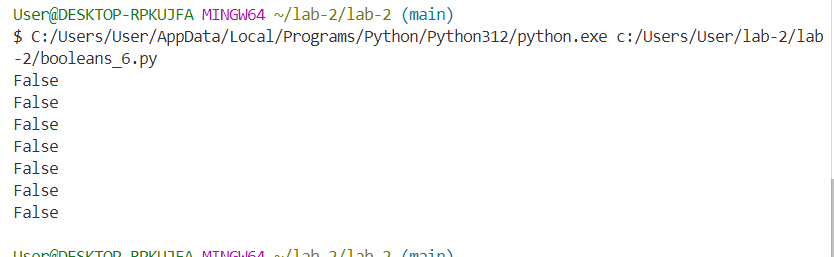 User@DESKTOP-RPKUJFA MINGW64 ~/lab-2/lab-2 (main)
$ C:/Users/User/AppData/Local/Programs/Python/Python312/python.exe c:/Users/User/lab-2/lab
-2/booleans_6.py
False
False
False
False
False
False
False
User@DESKTOP-RPKUJFA MINGW64 ~/lab-2/lab-2 (main)